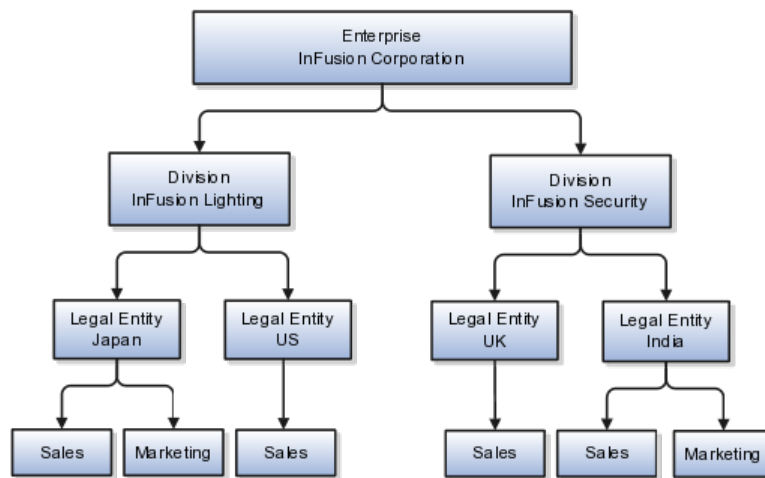 Enterprise
InFusion Corporation
Division
InFusion Lighting
Division
InFusion Security
Legal Entity
Japan
Legal Entity
US
Legal Entity
UK
Legal Entity
India
Sales
Marketing
Sales
Sales
Sales
Marketing